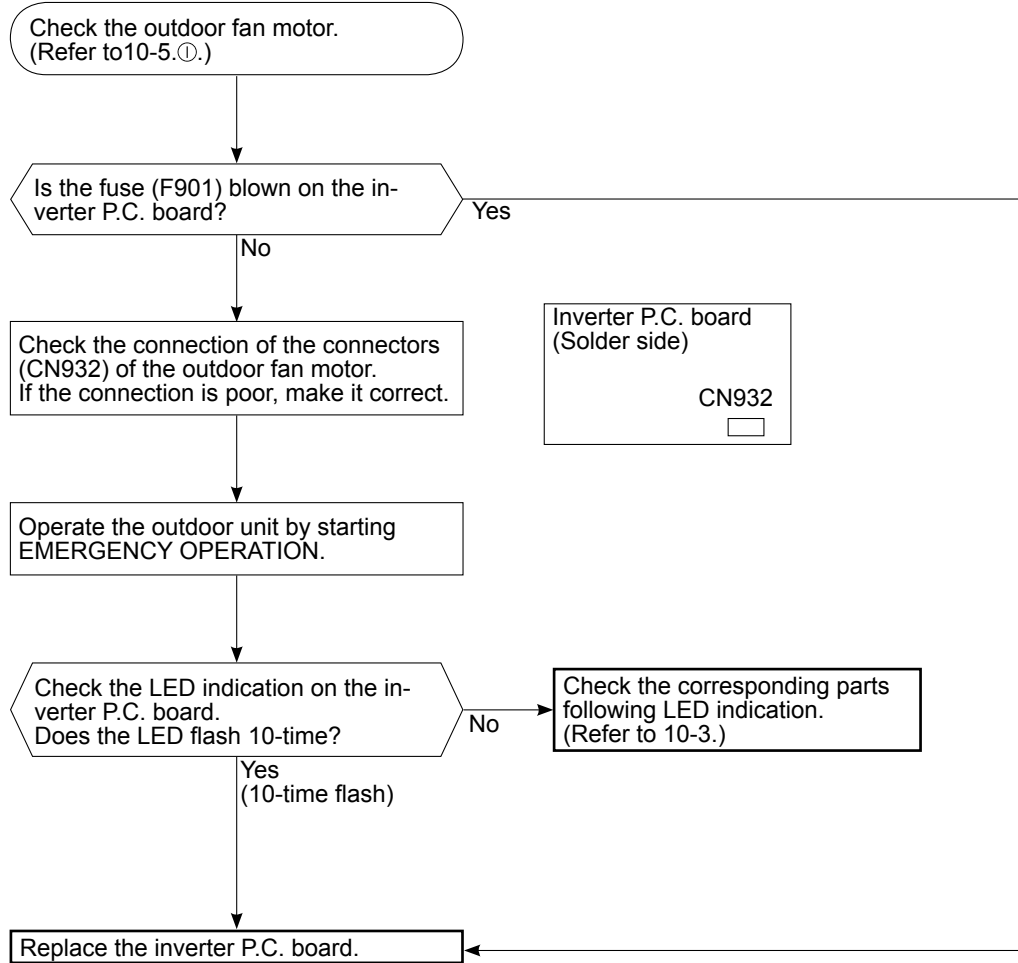 Check the outdoor fan motor.
(Refer to10-5.Ⓘ.)
Is the fuse (F901) blown on the in-
verter P.C. board?
Yes
No
Check the connection of the connectors
(CN932) of the outdoor fan motor.
If the connection is poor, make it correct.
Inverter P.C. board
(Solder side)
CN932
Operate the outdoor unit by starting
EMERGENCY OPERATION.
Check the LED indication on the in-
verter P.C. board.
Does the LED flash 10-time?
No
Check the corresponding parts
following LED indication.
(Refer to 10-3.)
Yes
(10-time flash)
Replace the inverter P.C. board.